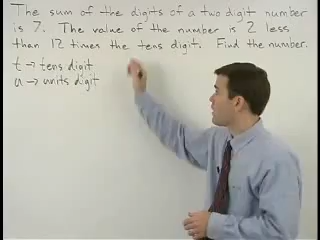 The sum of the digits of a two digit number
is 7. The value of the number is 2 less
than 12 times the tens digit. Find the number.
t → tens digit
u → units digit